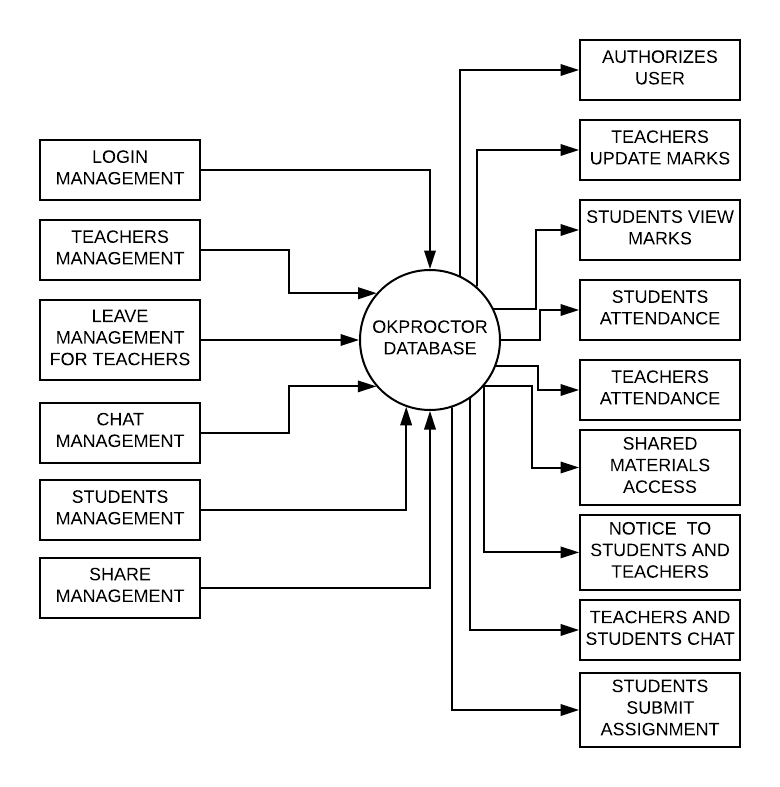 LOGIN
MANAGEMENT
TEACHERS
MANAGEMENT
LEAVE
MANAGEMENT
FOR TEACHERS
CHAT
MANAGEMENT
STUDENTS
MANAGEMENT
SHARE
MANAGEMENT
OKPROCTOR
DATABASE
AUTHORIZES
USER
TEACHERS
UPDATE MARKS
STUDENTS VIEW
MARKS
STUDENTS
ATTENDANCE
TEACHERS
ATTENDANCE
SHARED
MATERIALS
ACCESS
NOTICE  TO
STUDENTS AND
TEACHERS
TEACHERS AND
STUDENTS CHAT
STUDENTS
SUBMIT
ASSIGNMENT